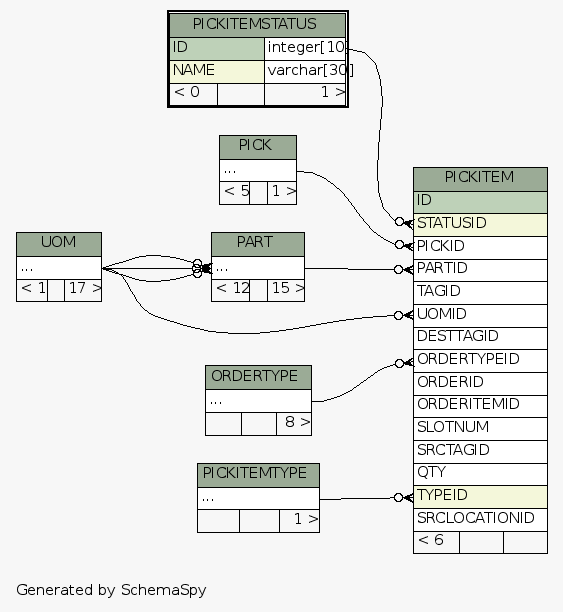 PICKITEMSTATUS
ID integer[10]
NAME varchar[30]
< 0 1 >
PICK
...
< 5 1 >
UOM
...
< 1 17 >
PART
...
< 12 15 >
ORDERTYPE
...
8 >
PICKITEMTYPE
...
1 >
PICKITEM
ID
STATUSID
PICKID
PARTID
TAGID
UOMID
DESTTAGID
ORDERTYPEID
ORDERID
ORDERITEMID
SLOTNUM
SRCTAGID
QTY
TYPEID
SRCLOCATIONID
< 6
Generated by SchemaSpy